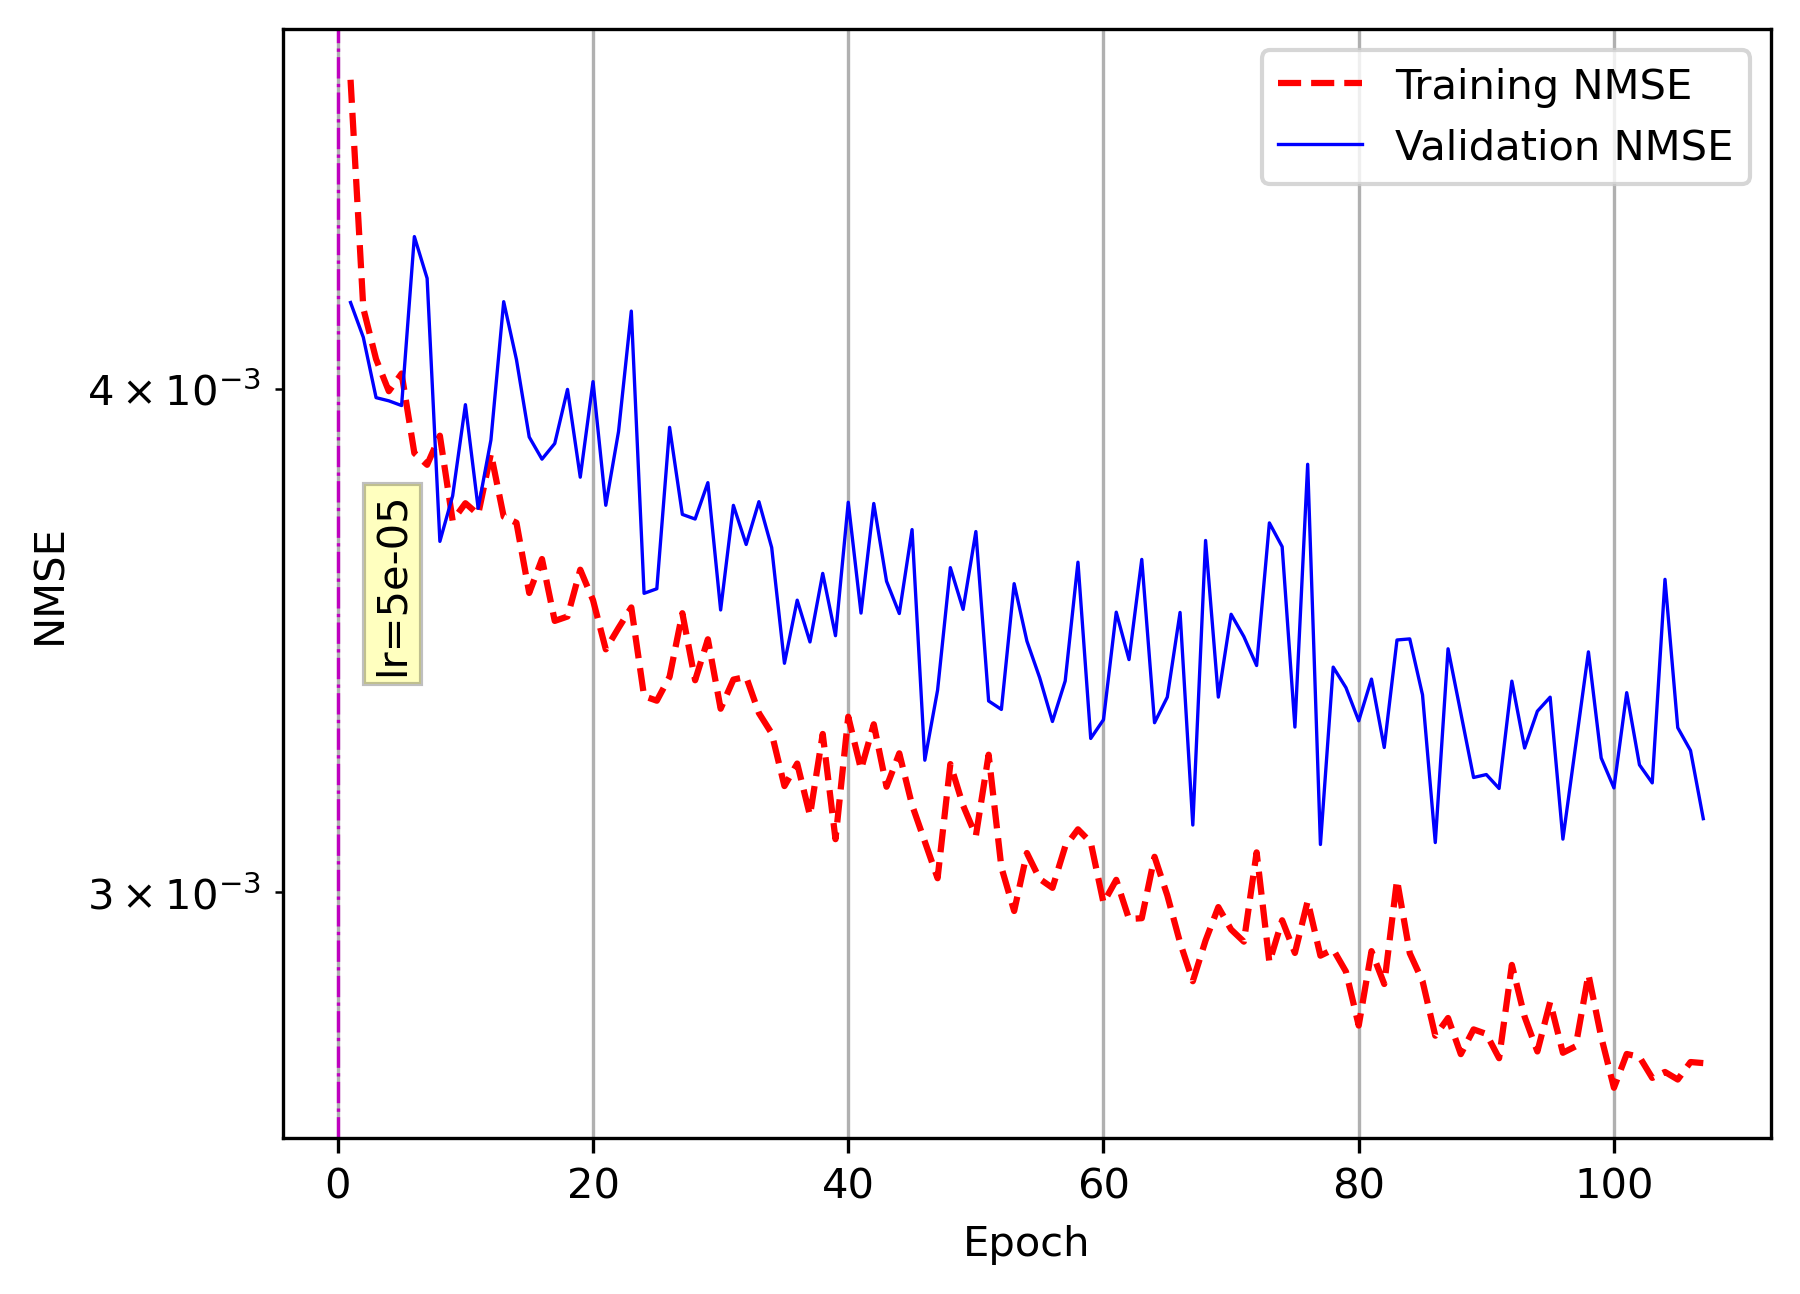 Training NMSE
Validation NMSE
4 × 10⁻³
3 × 10⁻³
NMSE
lr=5e-05
0 20 40 60 80 100
Epoch